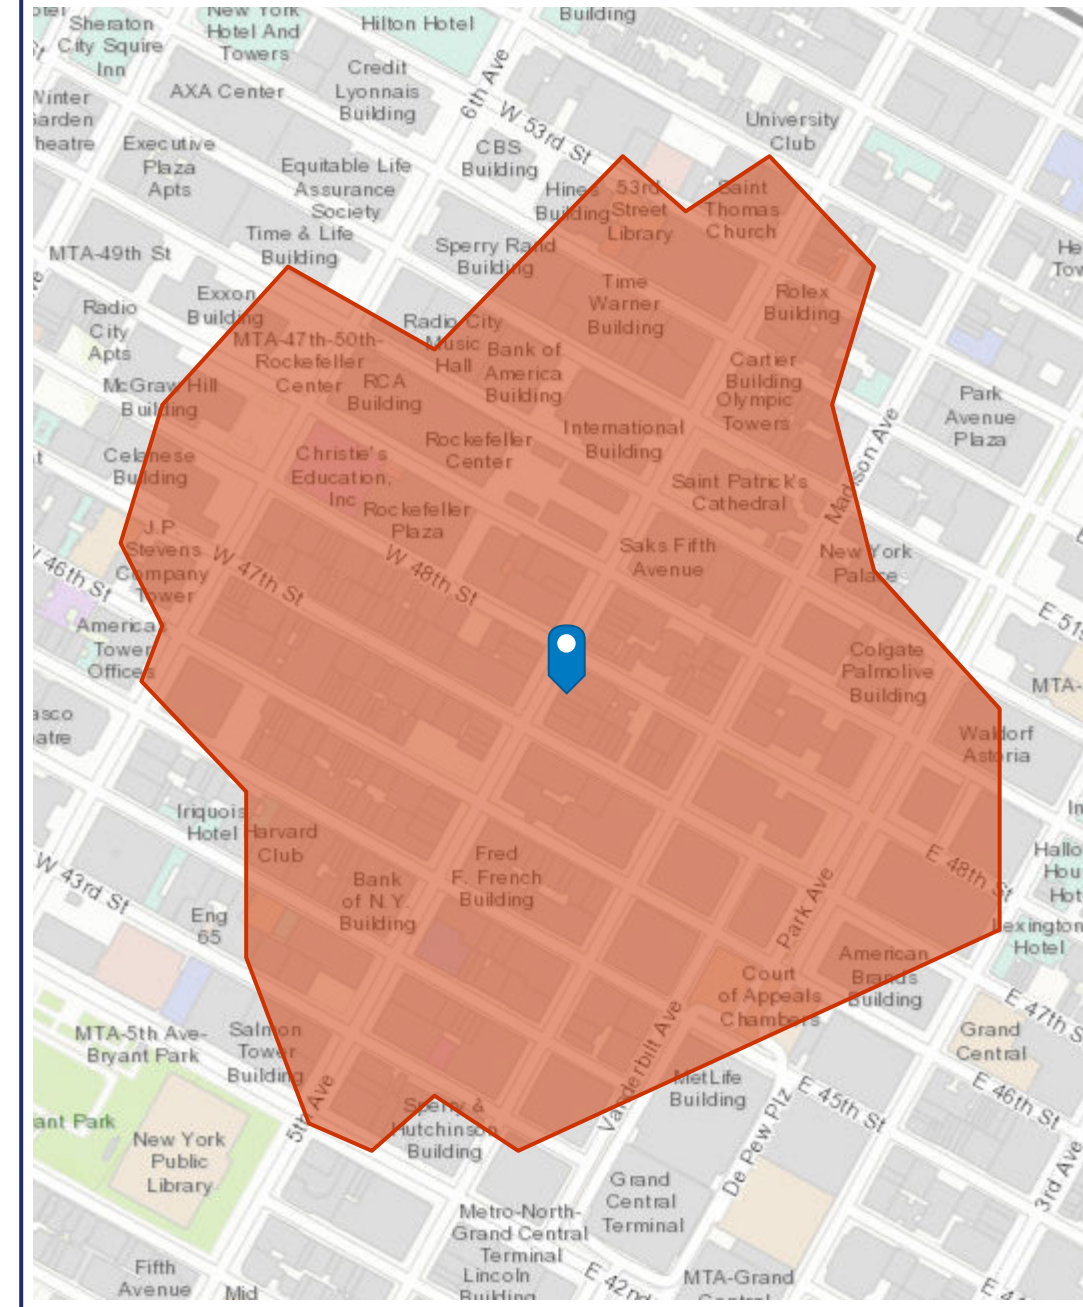 New York
Hotel And
Towers
Sheraton
City Squire
Inn
Hilton Hotel
Building
AXA Center
Credit
Lyonnais
Building
6th Ave
W 53rd St
University
Club
Executive
Plaza
Apts
CBS
Building
Equitable Life
Assurance
Society
Hines
Building
53rd
Street
Library
Saint
Thomas
Church
MTA-49th St
Time & Life
Building
Sperry Rand
Building
Time
Warner
Building
Rolex
Building
Exxon
Building
Radio
City
Apts
MTA-47th-50th-
Rockefeller
Center
Radio City
Music
Hall
Bank of
America
Building
RCA
Building
Cartier
Building
Olympic
Towers
McGraw Hill
Building
Park
Avenue
Plaza
Madison Ave
Rockefeller
Center
International
Building
Celanese
Building
Christie's
Education,
Inc
Saint Patrick's
Cathedral
Rockefeller
Plaza
J.P
Stevens
Company
Tower
W 47th St
W 48th St
Saks Fifth
Avenue
New York
Palace
46th St
America
Tower
Offices
E 51s
Colgate
Palmolive
Building
MTA-
asco
eatre
Waldorf
Astoria
Iriquois
Hotel
Harvard
Club
Fred
F. French
Building
E 48th St
W 43rd St
Bank
of N.Y.
Building
Park Ave
Eng
65
Lexington
Hotel
American
Brands
Building
Court
of Appeals
Chambers
E 47th S
MTA-5th Ave-
Bryant Park
Salmon
Tower
Building
Vanderbilt Ave
Grand
Central
MetLife
Building
E 45th St
E 46th St
5th Ave
Sperry &
Hutchinson
Building
ant Park
New York
Public
Library
De Pew Plz
3rd Ave
Grand
Central
Terminal
Metro-North-
Grand Central
Terminal
Lincoln
Building
E 42nd
MTA-Grand
Central
Fifth
Avenue
Mid